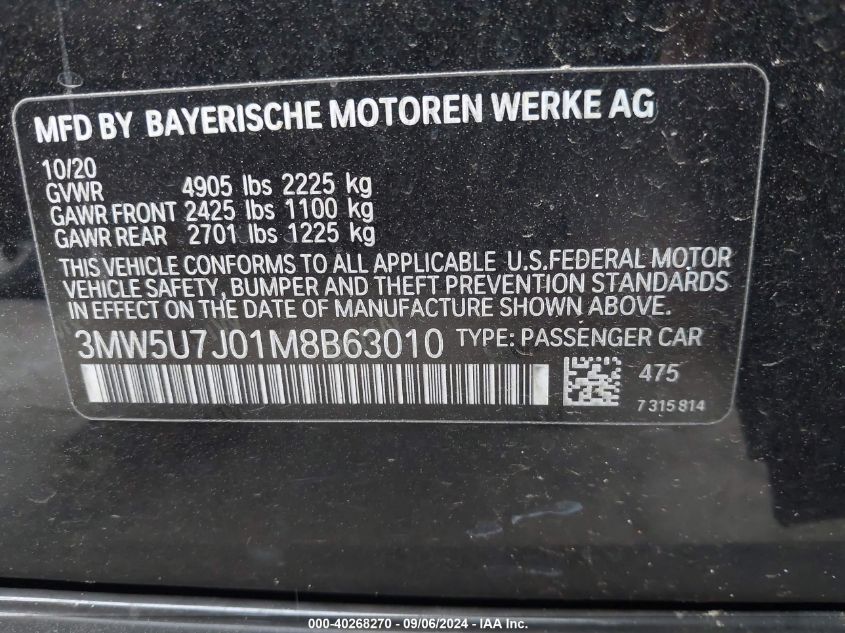 MFD BY BAYERISCHE MOTOREN WERKE AG
10/20
GVWR 4905 lbs 2225 kg
GAWR FRONT 2425 lbs 1100 kg
GAWR REAR 2701 lbs 1225 kg
THIS VEHICLE CONFORMS TO ALL APPLICABLE U.S.FEDERAL MOTOR
VEHICLE SAFETY, BUMPER AND THEFT PREVENTION STANDARDS
IN EFFECT ON THE DATE OF MANUFACTURE SHOWN ABOVE.
3MW5U7J01M8B63010 TYPE: PASSENGER CAR
475
7315814
000-40268270 - 09/06/2024 - IAA Inc.